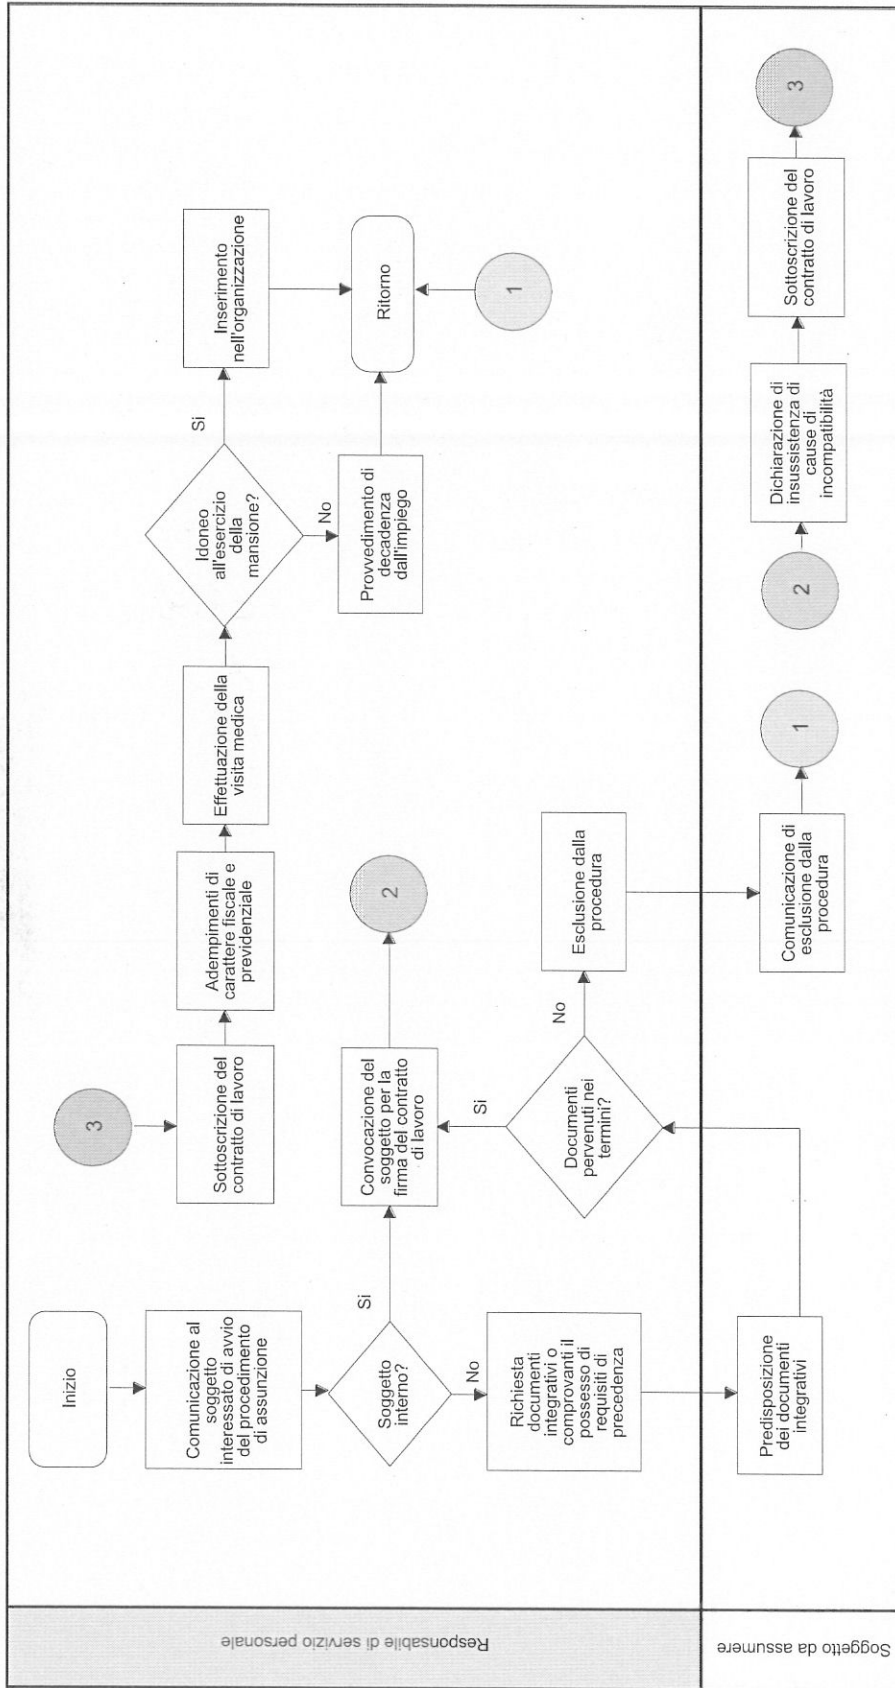 Responsabile di servizio personale
Inizio
Comunicazione al
soggetto
interessato di avvio
del procedimento
di assunzione
Soggetto
interno?
Si
No
Richiesta
documenti
integrativi o
comprovanti il
possesso di
requisiti di
precedenza
3
Sottoscrizione del
contratto di lavoro
Adempimenti di
carattere fiscale e
previdenziale
Effettuazione della
visita medica
Idoneo
all'esercizio
della
mansione?
Si
No
Inserimento
nell'organizzazione
Provvedimento di
decadenza
dall'impiego
Ritorno
1
Convocazione del
soggetto per la
firma del contratto
di lavoro
2
Si
Documenti
pervenuti nei
termini?
No
Esclusione dalla
procedura
Soggetto da assumere
Predisposizione
dei documenti
integrativi
Comunicazione di
esclusione dalla
procedura
1
2
Dichiarazione di
insussistenza di
cause di
incompatibilità
Sottoscrizione del
contratto di lavoro
3